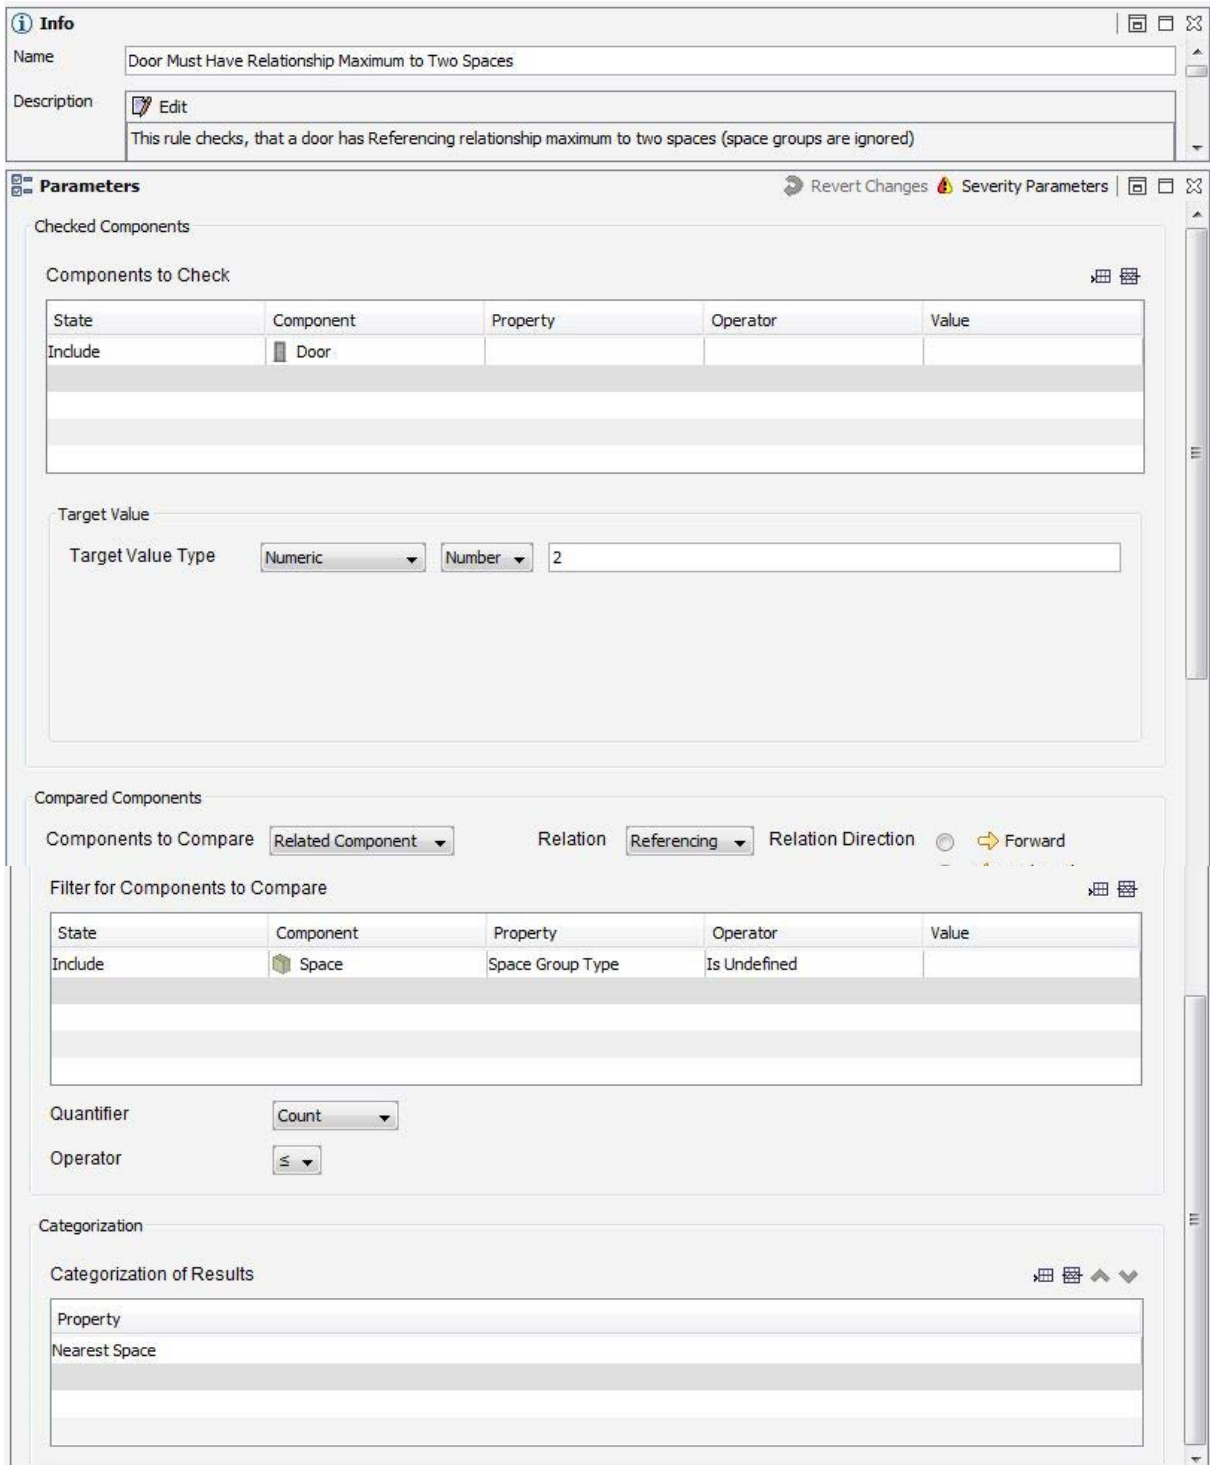 Info
Name Door Must Have Relationship Maximum to Two Spaces
Description Edit
This rule checks, that a door has Referencing relationship maximum to two spaces (space groups are ignored)
Parameters Revert Changes Severity Parameters
Checked Components
Components to Check
State Component Property Operator Value
Include Door
Target Value
Target Value Type Numeric Number 2
Compared Components
Components to Compare Related Component Relation Referencing Relation Direction Forward
Filter for Components to Compare
State Component Property Operator Value
Include Space Space Group Type Is Undefined
Quantifier Count
Operator ≤
Categorization
Categorization of Results
Property
Nearest Space